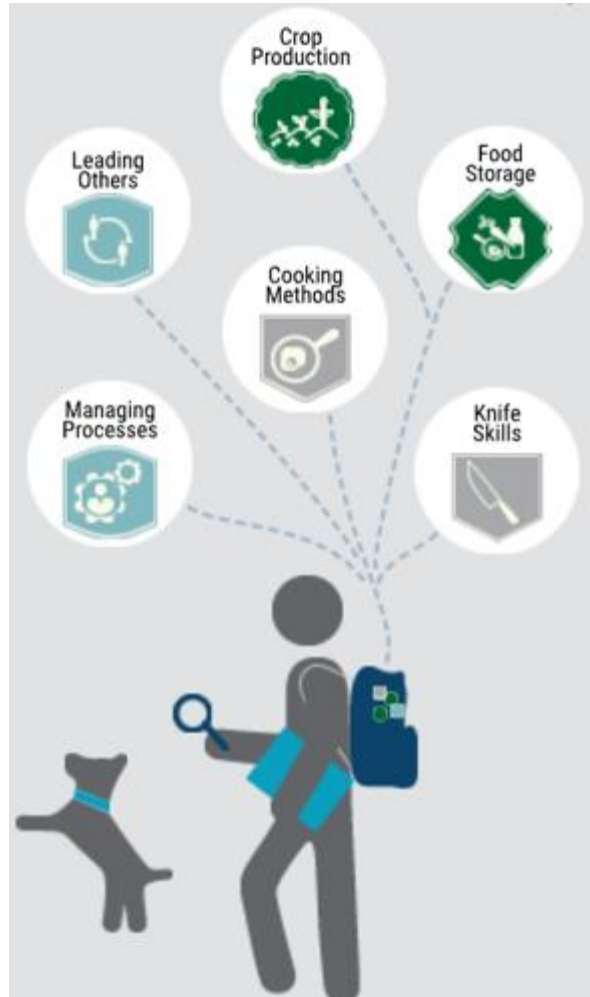 Crop
Production
Leading
Others
Food
Storage
Cooking
Methods
Managing
Processes
Knife
Skills